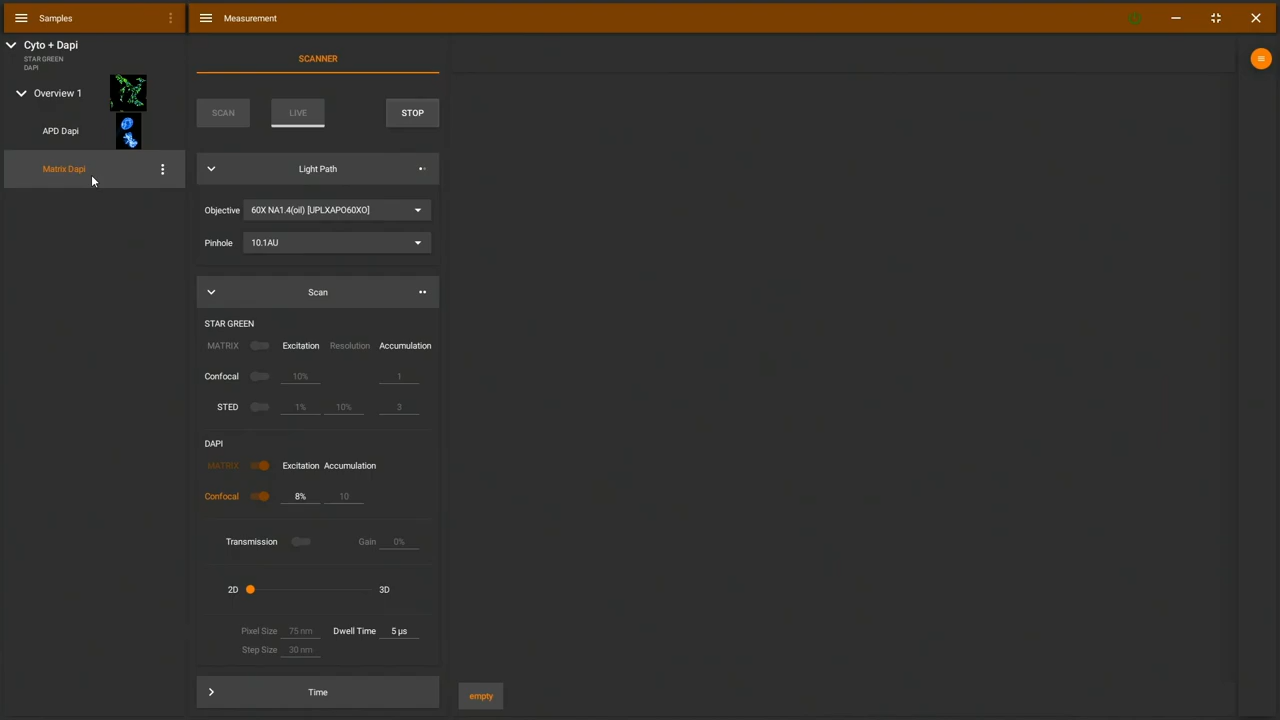 Samples
Measurement
Cyto + Dapi
STAR GREEN
DAPI
Overview 1
APD Dapi
Matrix Dapi
SCANNER
SCAN LIVE STOP
Light Path
Objective 60X NA1.4(oil) [UPLXAPO60XO]
Pinhole 10.1AU
Scan
STAR GREEN
MATRIX Excitation Resolution Accumulation
Confocal 10% 1
STED 1% 10% 3
DAPI
MATRIX Excitation Accumulation
Confocal 8% 10
Transmission Gain 0%
2D 3D
Pixel Size 75 nm Dwell Time 5 µs
Step Size 30 nm
Time
empty